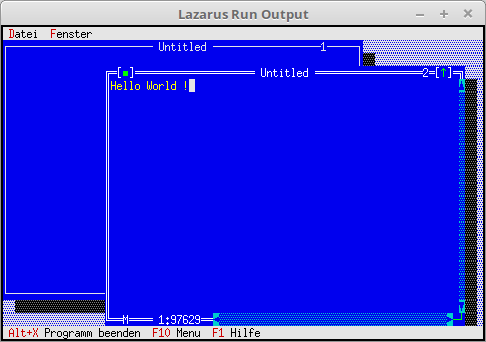 Lazarus Run Output
Datei Fenster
Untitled 1
Untitled 2=[↑]
Hello World !
M 1:97629
Alt+X Programm beenden F10 Menu F1 Hilfe